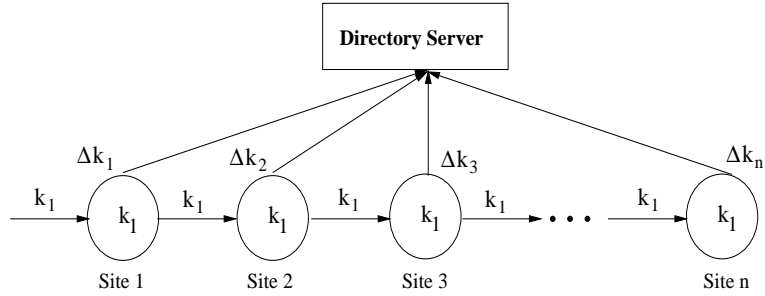 Directory Server
Δk1 Δk2 Δk3 Δkn
k1 k1 k1 k1 k1
k1 k1 k1 k1
Site 1 Site 2 Site 3 Site n